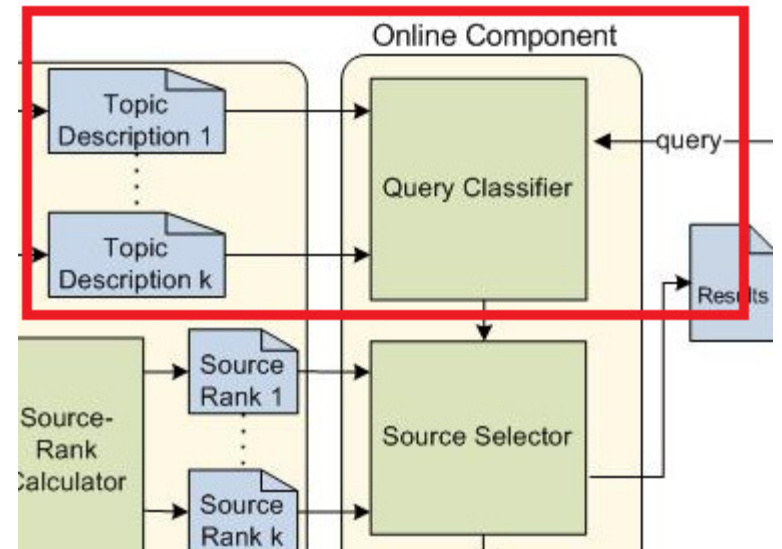 Online Component
Topic
Description 1
Query Classifier
query
Topic
Description k
Results
Source
Rank 1
Source-
Rank
Calculator
Source Selector
Source
Rank k